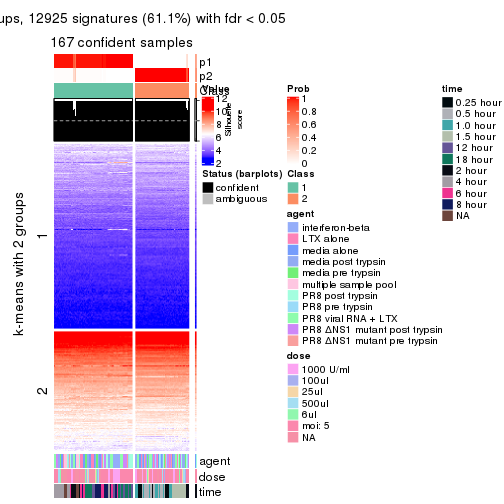 ups, 12925 signatures (61.1%) with fdr < 0.05
167 confident samples
p1
p2
Class
Silhouette
score
k-means with 2 groups
1
2
agent
dose
time
Value
12
10
8
6
4
2
Status (barplots)
confident
ambiguous
Prob
1
0.8
0.6
0.4
0.2
0
Class
1
2
agent
interferon-beta
LTX alone
media alone
media post trypsin
media pre trypsin
multiple sample pool
PR8 post trypsin
PR8 pre trypsin
PR8 viral RNA + LTX
PR8 ΔNS1 mutant post trypsin
PR8 ΔNS1 mutant pre trypsin
dose
1000 U/ml
100ul
25ul
500ul
6ul
moi: 5
NA
time
0.25 hour
0.5 hour
1.0 hour
1.5 hour
12 hour
18 hour
2 hour
4 hour
6 hour
8 hour
NA